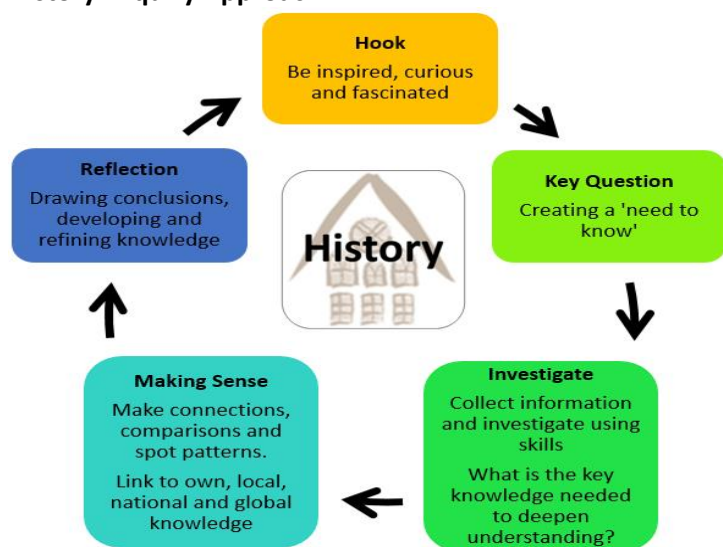 Hook
Be inspired, curious
and fascinated
Key Question
Creating a 'need to
know'
Investigate
Collect information
and investigate using
skills
What is the key
knowledge needed
to deepen
understanding?
Making Sense
Make connections,
comparisons and
spot patterns.
Link to own, local,
national and global
knowledge
Reflection
Drawing conclusions,
developing and
refining knowledge
History